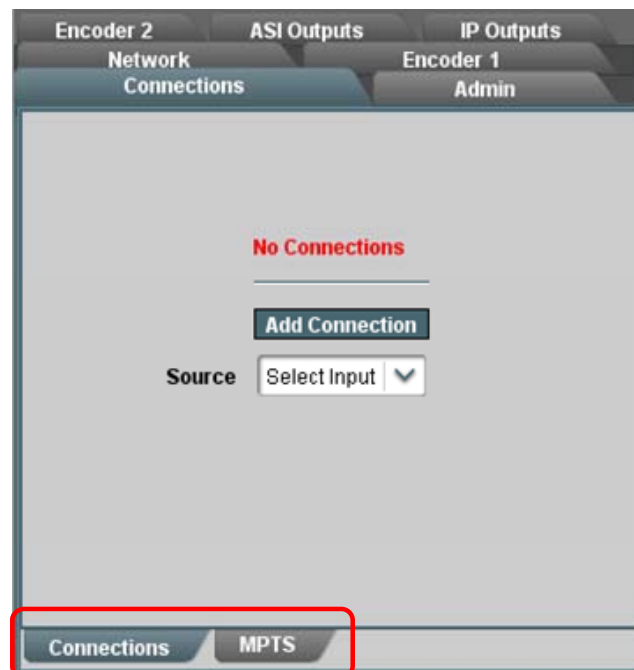 Encoder 2 ASI Outputs IP Outputs
Network Encoder 1
Connections Admin
No Connections
Add Connection
Source Select Input
Connections MPTS